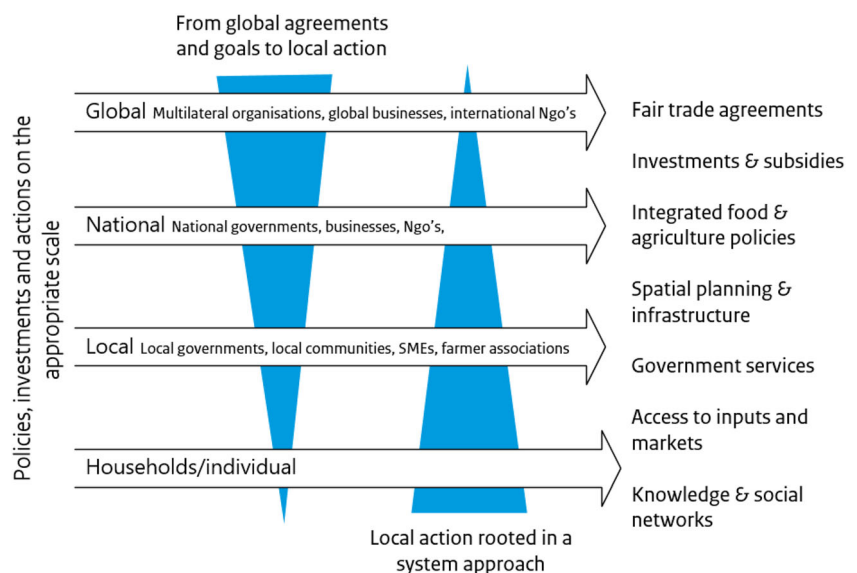 From global agreements
and goals to local action
Policies, investments and actions on the
appropriate scale
Global Multilateral organisations, global businesses, international Ngo's
National National governments, businesses, Ngo's,
Local Local governments, local communities, SMEs, farmer associations
Households/individual
Local action rooted in a
system approach
Fair trade agreements
Investments & subsidies
Integrated food &
agriculture policies
Spatial planning &
infrastructure
Government services
Access to inputs and
markets
Knowledge & social
networks